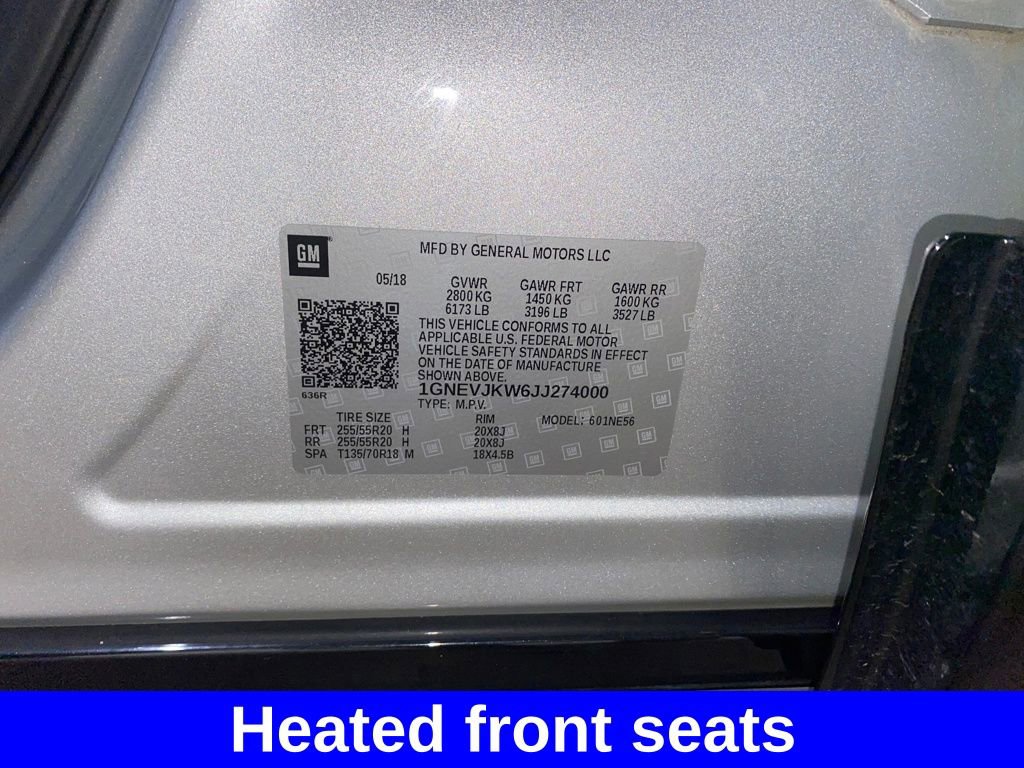 GM
MFD BY GENERAL MOTORS LLC
05/18 GVWR GAWR FRT GAWR RR
2800 KG 1450 KG 1600 KG
6173 LB 3196 LB 3527 LB
THIS VEHICLE CONFORMS TO ALL
APPLICABLE U.S. FEDERAL MOTOR
VEHICLE SAFETY STANDARDS IN EFFECT
ON THE DATE OF MANUFACTURE
SHOWN ABOVE.
636R
1GNEVJKW6JJ274000
TYPE: M.P.V.
TIRE SIZE RIM MODEL: 601NE56
FRT 255/55R20 H 20X8J
RR 255/55R20 H 20X8J
SPA T135/70R18 M 18X4.5B
Heated front seats